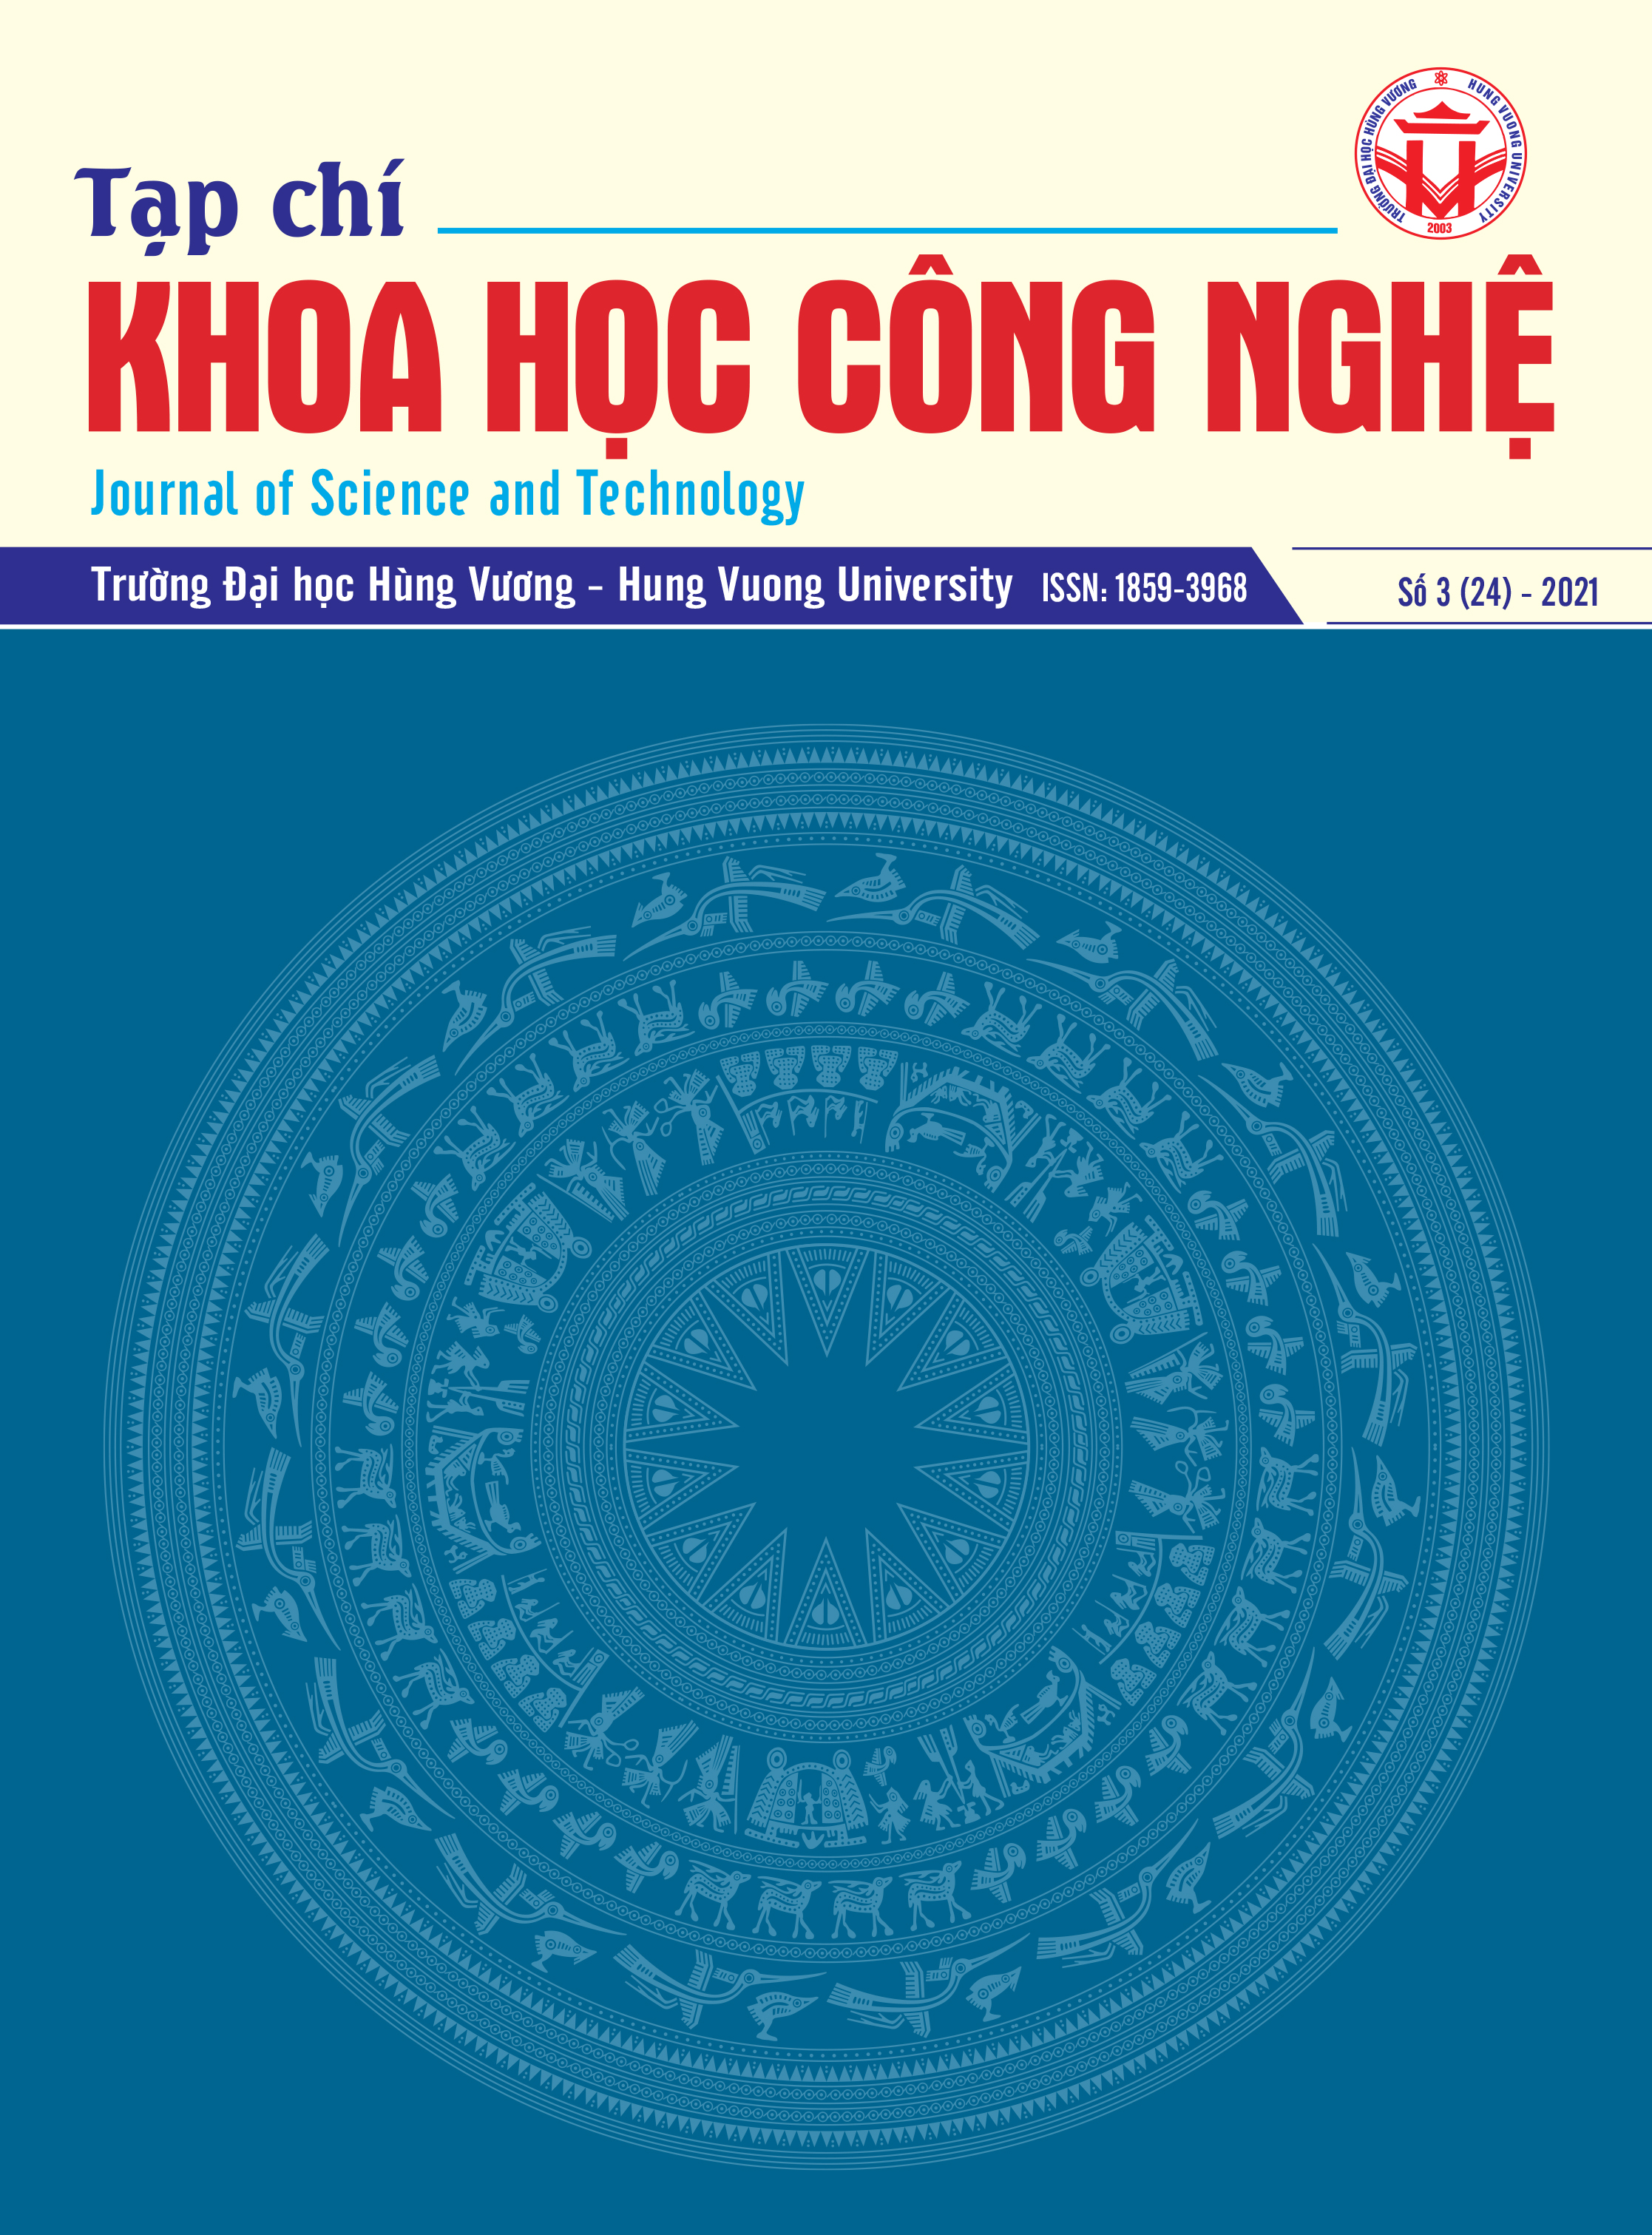 TRƯỜNG ĐẠI HỌC HÙNG VƯƠNG
HUNG VUONG UNIVERSITY
2003
Tạp chí
KHOA HỌC CÔNG NGHỆ
Journal of Science and Technology
Trường Đại học Hùng Vương - Hung Vuong University ISSN: 1859-3968
Số 3 (24) - 2021